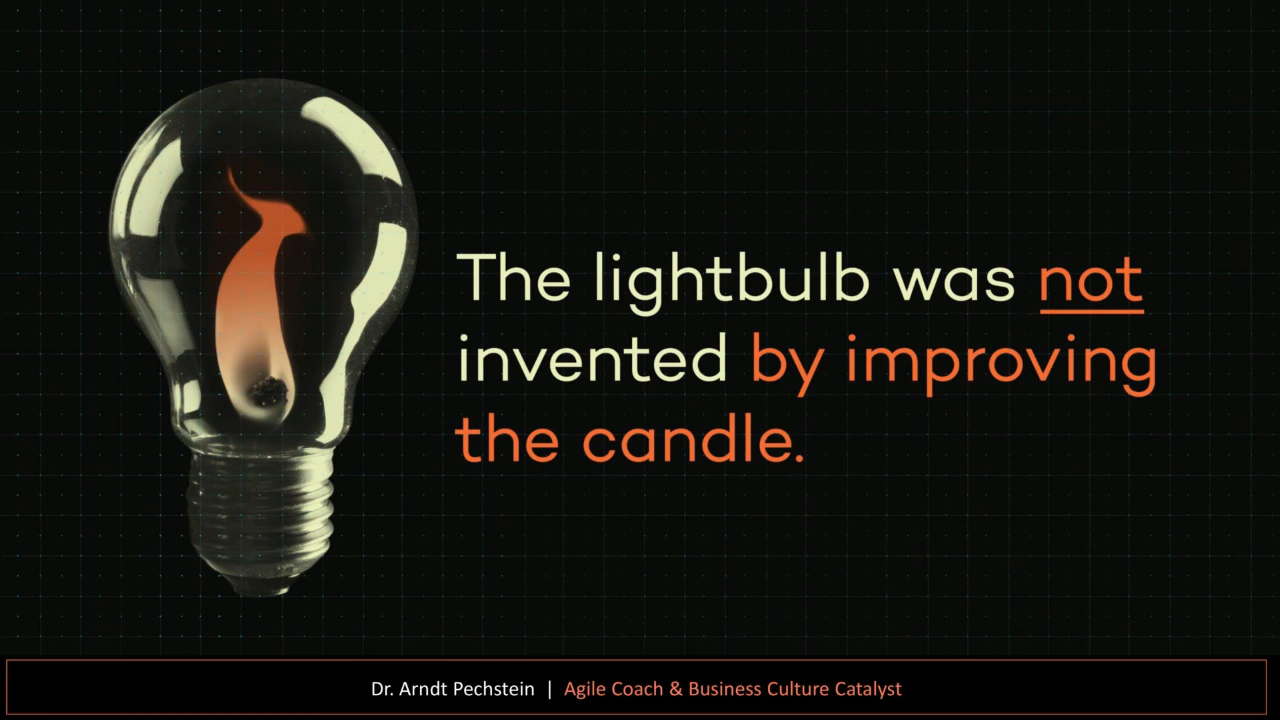 The lightbulb was not
invented by improving
the candle.
Dr. Arndt Pechstein | Agile Coach & Business Culture Catalyst